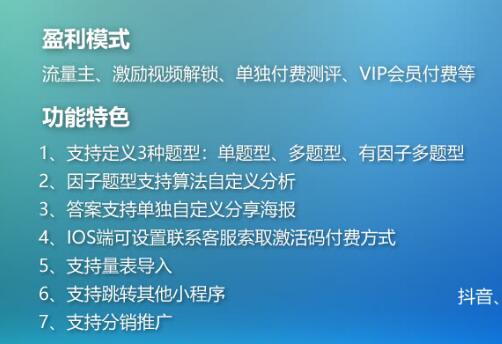 盈利模式
流量主、激励视频解锁、单独付费测评、VIP会员付费等
功能特色
1、支持定义3种题型：单题型、多题型、有因子多题型
2、因子题型支持算法自定义分析
3、答案支持单独自定义分享海报
4、IOS端可设置联系客服索取激活码付费方式
5、支持量表导入
6、支持跳转其他小程序
抖音、
7、支持分销推广